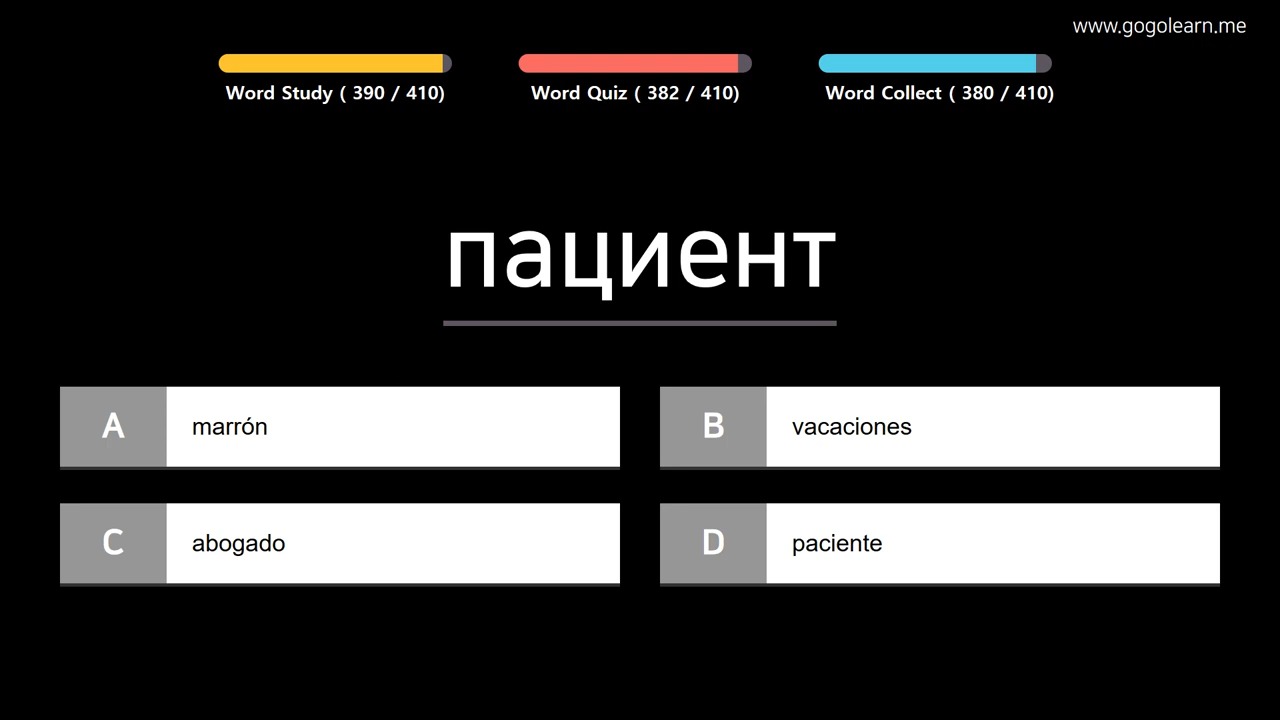 www.gogolearn.me
Word Study ( 390 / 410)
Word Quiz ( 382 / 410)
Word Collect ( 380 / 410)
пациент
A marrón
B vacaciones
C abogado
D paciente